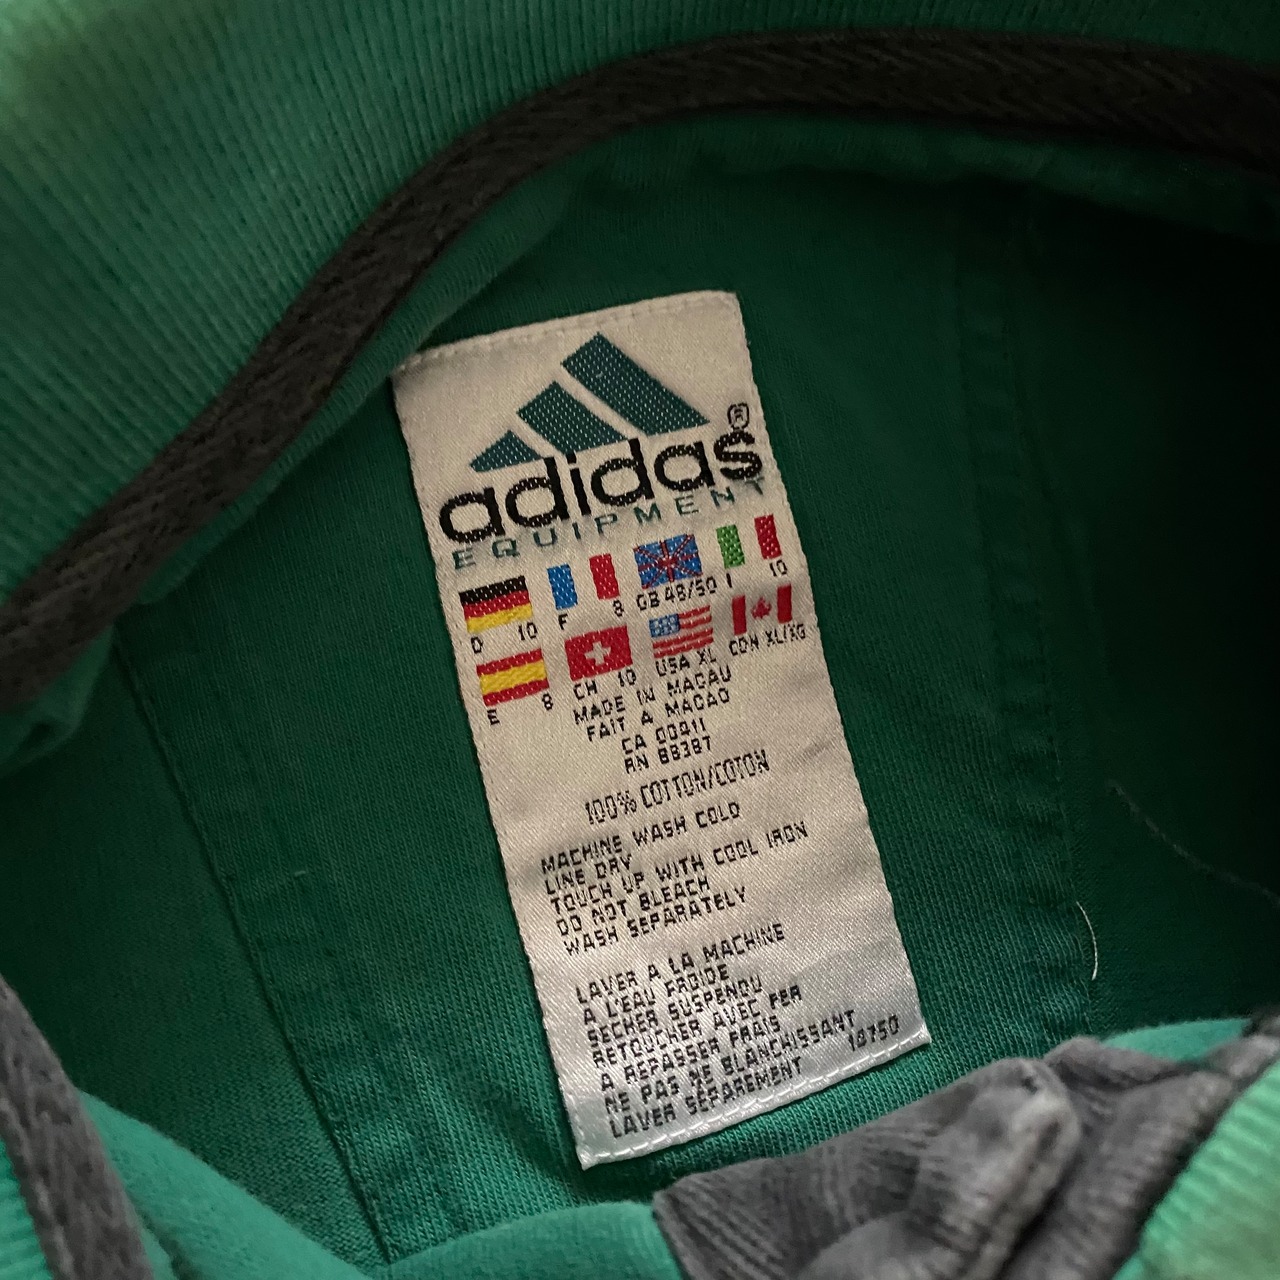 adidas®
EQUIPMENT
D 10 F 8 GB 48/50 I 10
E 8 CH 10 USA XL CDN XL/XG
MADE IN MACAU
FAIT A MACAO
CA 00411
RN 88387
100% COTTON/COTON
MACHINE WASH COLD
LINE DRY
TOUCH UP WITH COOL IRON
DO NOT BLEACH
WASH SEPARATELY
LAVER A LA MACHINE
A L'EAU FROIDE
SECHER SUSPENDU
RETOUCHER AVEC FER
A REPASSER FRAIS
NE PAS NE BLANCHISSANT
LAVER SEPAREMENT
18750